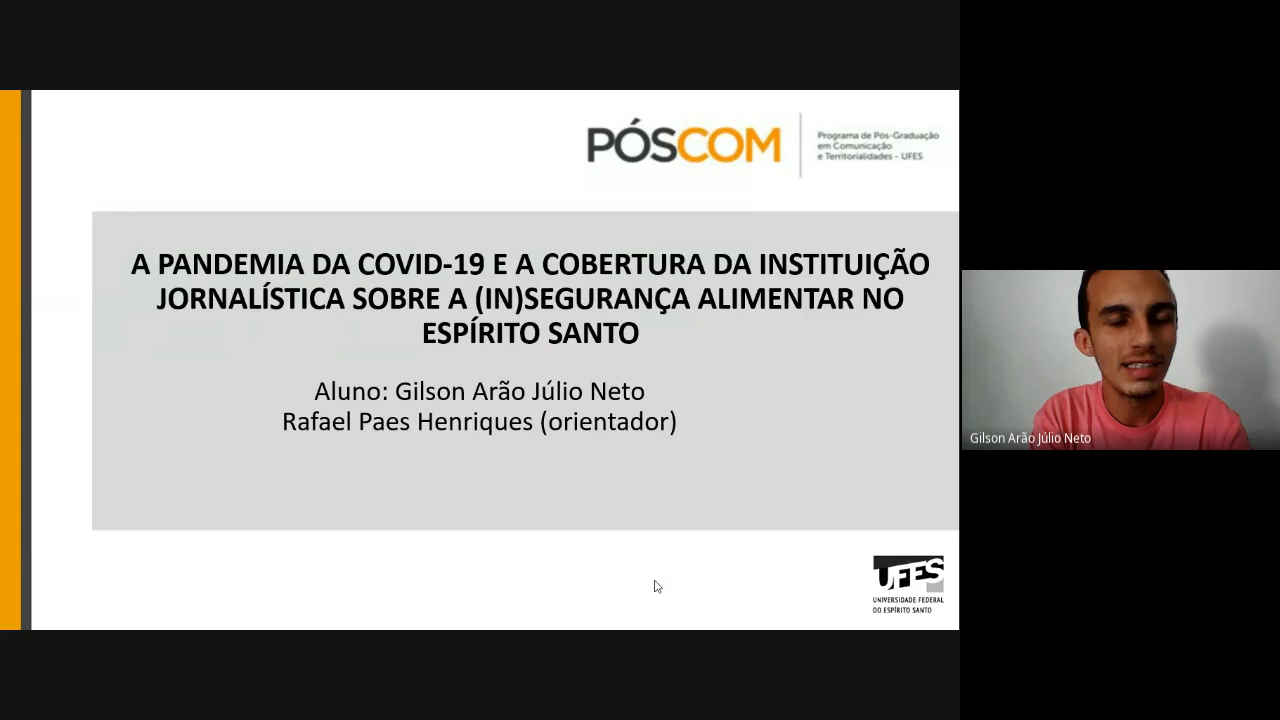 PÓSCOM
Programa de Pós-Graduação
em Comunicação
e Territorialidades - UFES
A PANDEMIA DA COVID-19 E A COBERTURA DA INSTITUIÇÃO
JORNALÍSTICA SOBRE A (IN)SEGURANÇA ALIMENTAR NO
ESPÍRITO SANTO
Aluno: Gilson Arão Júlio Neto
Rafael Paes Henriques (orientador)
Gilson Arão Júlio Neto
UFES
UNIVERSIDADE FEDERAL
DO ESPÍRITO SANTO